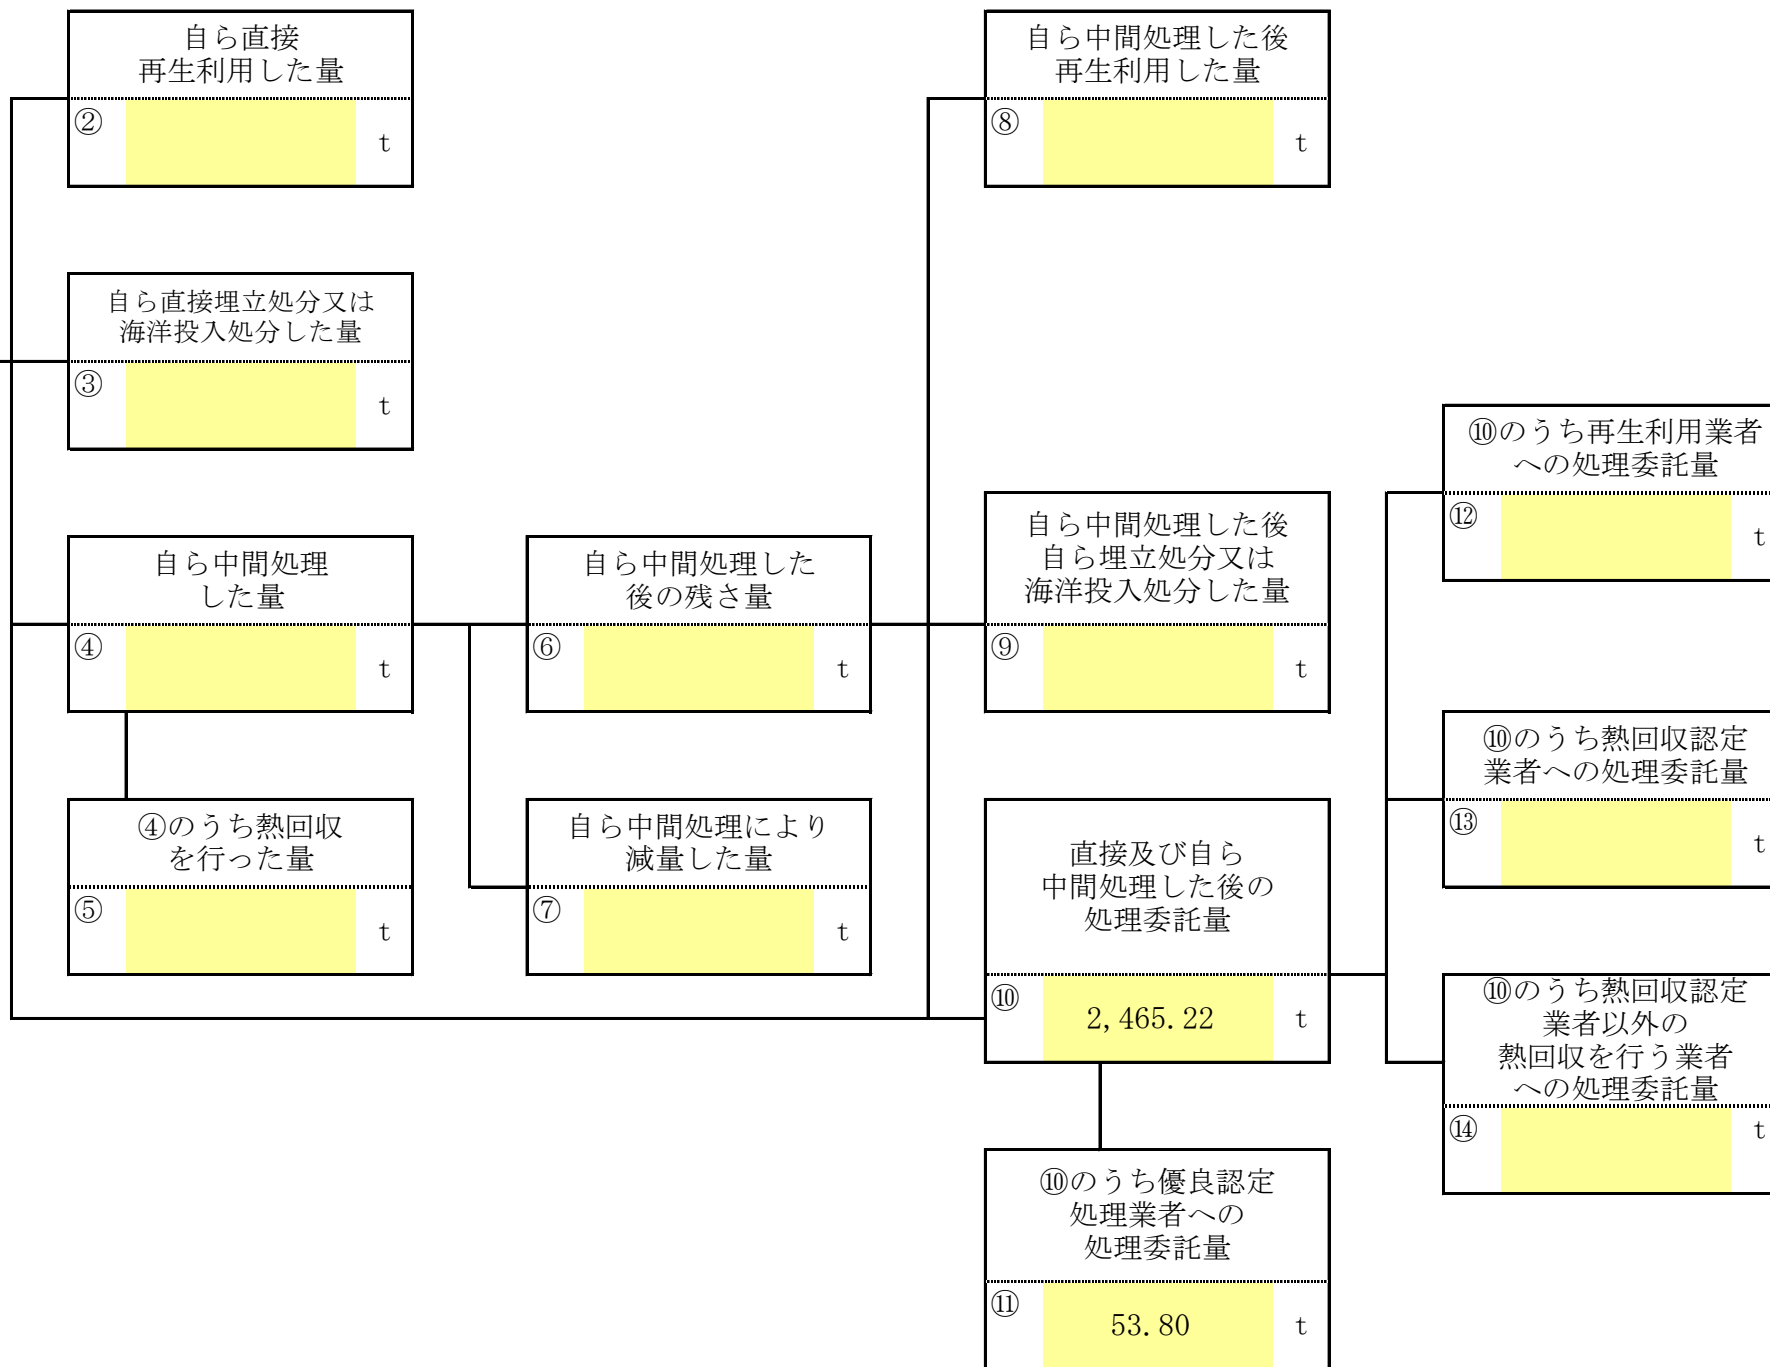 自ら直接
再生利用した量
②
t
自ら中間処理した後
再生利用した量
⑧
t
自ら直接埋立処分又は
海洋投入処分した量
③
t
⑩のうち再生利用業者
への処理委託量
⑫
t
自ら中間処理
した量
④
t
自ら中間処理した
後の残さ量
⑥
t
自ら中間処理した後
自ら埋立処分又は
海洋投入処分した量
⑨
t
⑩のうち熱回収認定
業者への処理委託量
⑬
t
④のうち熱回収
を行った量
⑤
t
自ら中間処理により
減量した量
⑦
t
直接及び自ら
中間処理した後の
処理委託量
⑩
2,465.22
t
⑩のうち熱回収認定
業者以外の
熱回収を行う業者
への処理委託量
⑭
t
⑩のうち優良認定
処理業者への
処理委託量
⑪
53.80
t